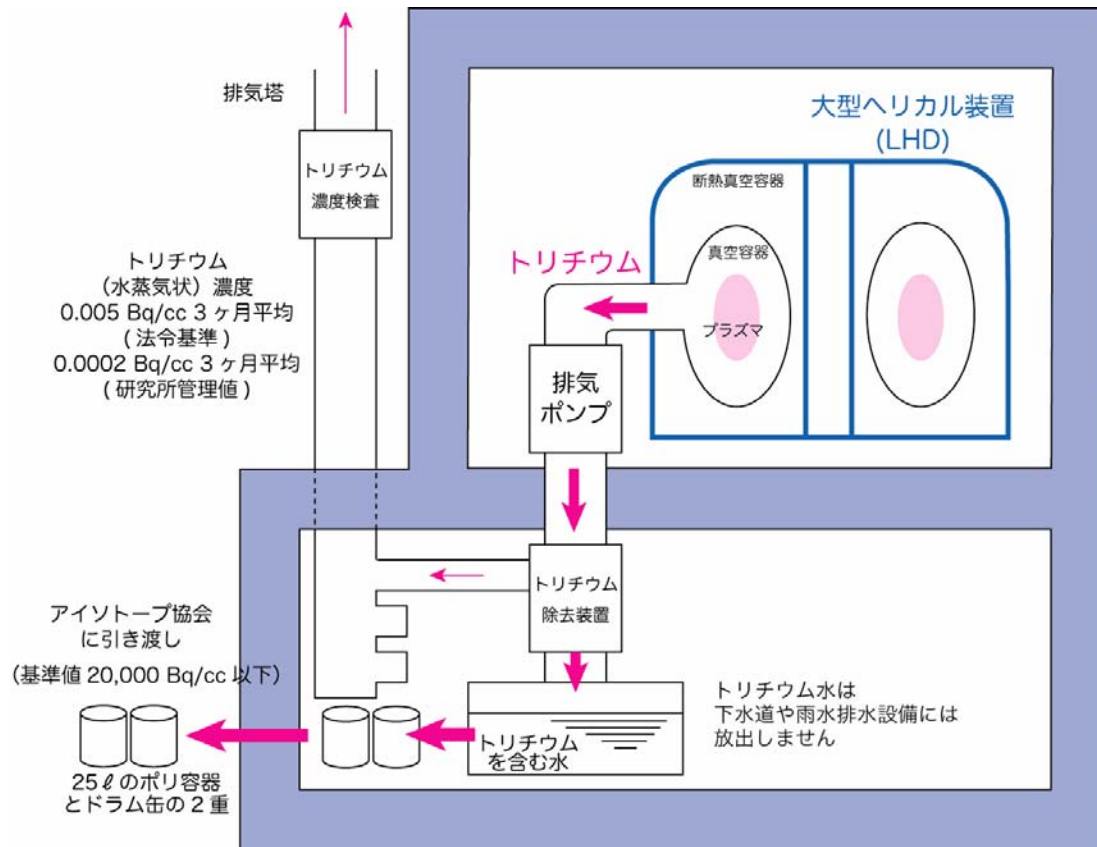 排気塔
トリチウム
濃度検査
トリチウム
(水蒸気状) 濃度
0.005 Bq/cc 3ヶ月平均
(法令基準)
0.0002 Bq/cc 3ヶ月平均
(研究所管理値)
大型ヘリカル装置
(LHD)
断熱真空容器
真空容器
プラズマ
トリチウム
排気
ポンプ
トリチウム
除去装置
アイソトープ協会
に引き渡し
(基準値 20,000 Bq/cc 以下)
25ℓのポリ容器
とドラム缶の2重
トリチウム
を含む水
トリチウム水は
下水道や雨水排水設備には
放出しません